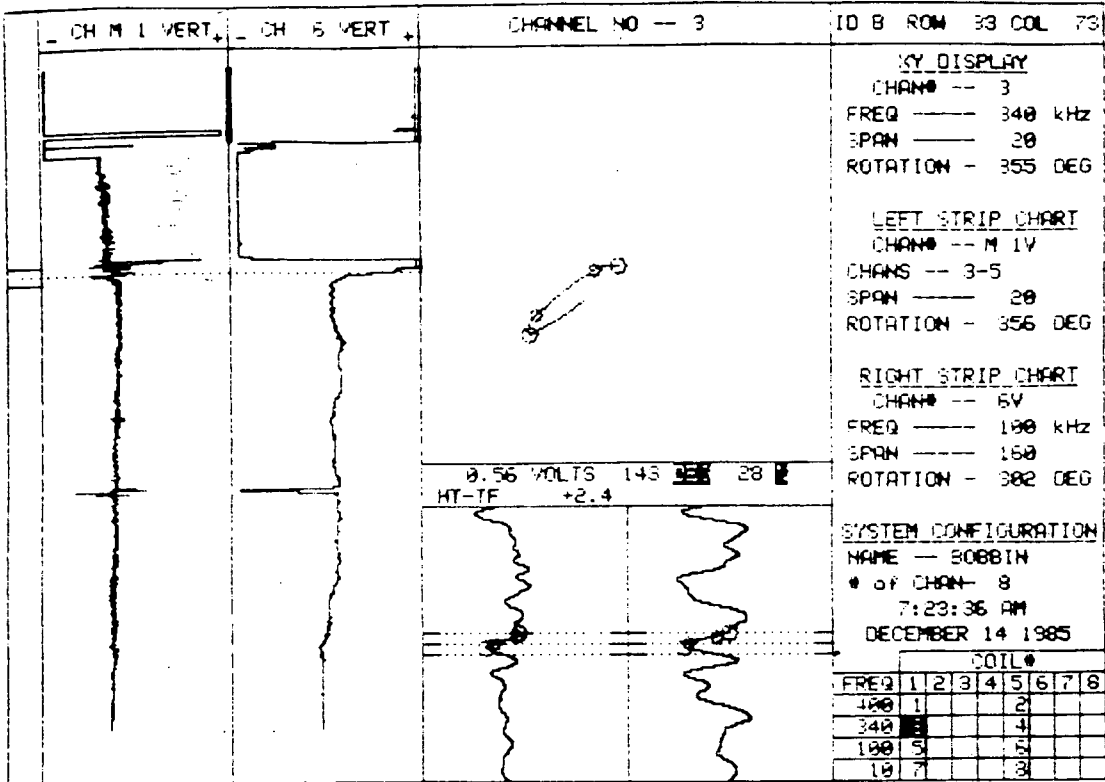 - CH M 1 VERT +
- CH 6 VERT +
CHANNEL NO -- 3
ID B ROW 33 COL 73
XY DISPLAY
CHAN# -- 3
FREQ ---- 340 kHz
SPAN ---- 20
ROTATION - 355 DEG
LEFT STRIP CHART
CHAN# -- M 1V
CHANS -- 3-5
SPAN ---- 20
ROTATION - 356 DEG
RIGHT STRIP CHART
CHAN# -- 6V
FREQ ---- 100 kHz
SPAN ---- 160
ROTATION - 302 DEG
0.56 VOLTS 143 28
HT-TF +2.4
SYSTEM CONFIGURATION
NAME -- BOBBIN
# of CHAN- 8
7:23:36 AM
DECEMBER 14 1985
COIL#
FREQ 1 2 3 4 5 6 7 8
400 1 2
340 4
100 5 6
10 7 8